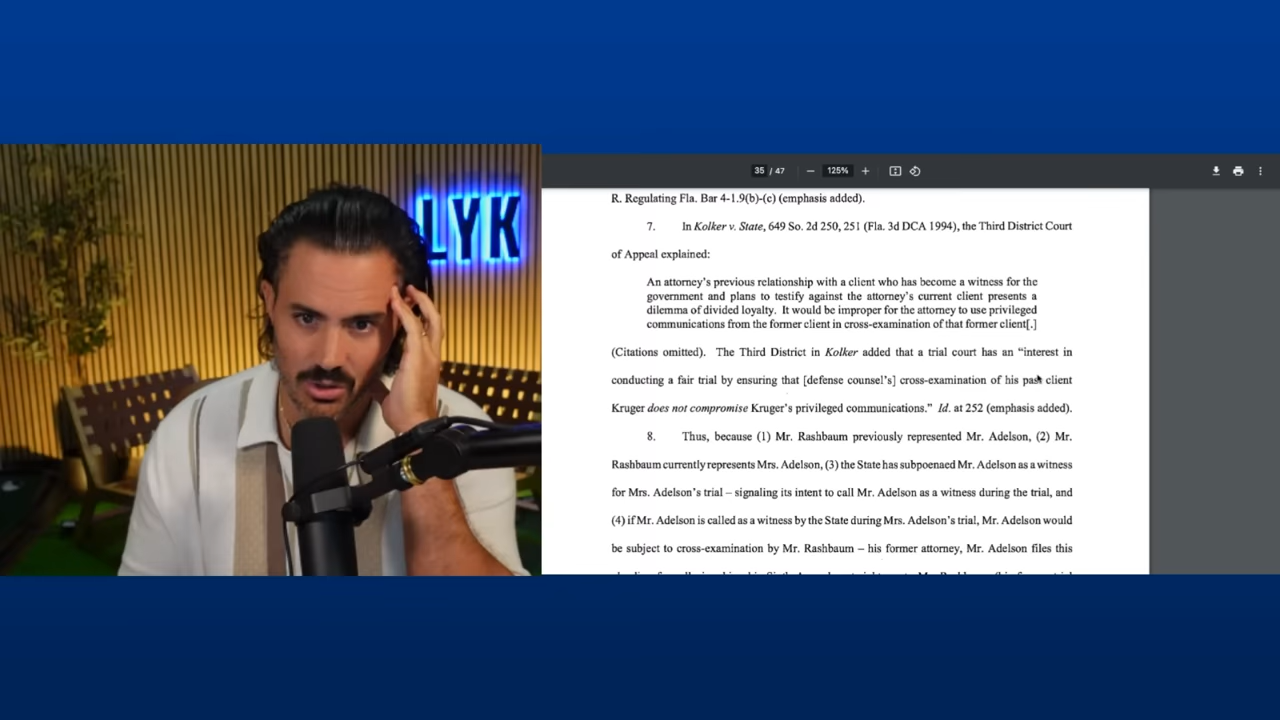 LYK
35 / 47
125%
R. Regulating Fla. Bar 4-1.9(b)-(c) (emphasis added).
7. In Kolker v. State, 649 So. 2d 250, 251 (Fla. 3d DCA 1994), the Third District Court
of Appeal explained:
An attorney's previous relationship with a client who has become a witness for the
government and plans to testify against the attorney's current client presents a
dilemma of divided loyalty. It would be improper for the attorney to use privileged
communications from the former client in cross-examination of that former client[.]
(Citations omitted). The Third District in Kolker added that a trial court has an “interest in
conducting a fair trial by ensuring that [defense counsel's] cross-examination of his past client
Kruger does not compromise Kruger's privileged communications.” Id. at 252 (emphasis added).
8. Thus, because (1) Mr. Rashbaum previously represented Mr. Adelson, (2) Mr.
Rashbaum currently represents Mrs. Adelson, (3) the State has subpoenaed Mr. Adelson as a witness
for Mrs. Adelson's trial – signaling its intent to call Mr. Adelson as a witness during the trial, and
(4) if Mr. Adelson is called as a witness by the State during Mrs. Adelson's trial, Mr. Adelson would
be subject to cross-examination by Mr. Rashbaum – his former attorney, Mr. Adelson files this